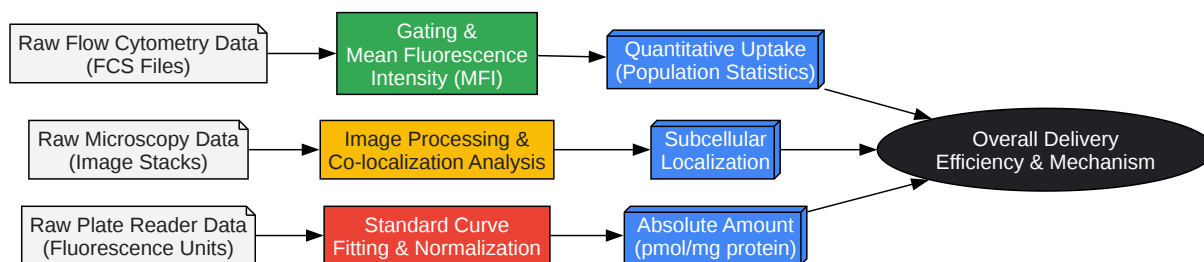 Raw Flow Cytometry Data
(FCS Files)
Gating &
Mean Fluorescence
Intensity (MFI)
Quantitative Uptake
(Population Statistics)
Raw Microscopy Data
(Image Stacks)
Image Processing &
Co-localization Analysis
Subcellular
Localization
Overall Delivery
Efficiency & Mechanism
Raw Plate Reader Data
(Fluorescence Units)
Standard Curve
Fitting & Normalization
Absolute Amount
(pmol/mg protein)